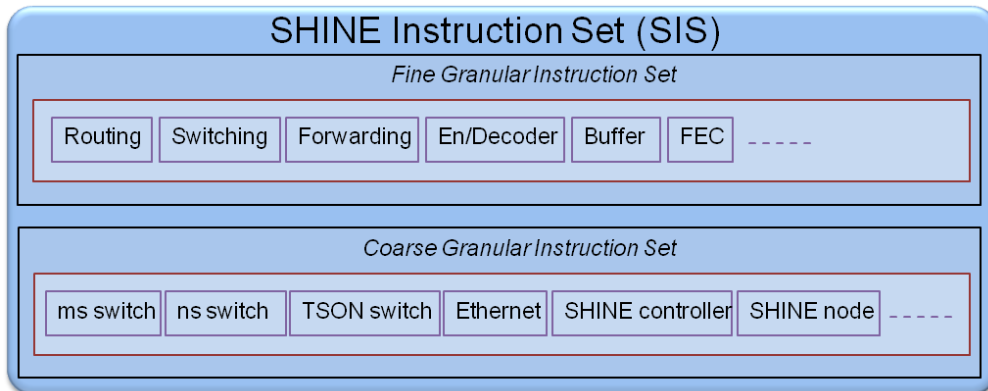 SHINE Instruction Set (SIS)
Fine Granular Instruction Set
Routing Switching Forwarding En/Decoder Buffer FEC -----
Coarse Granular Instruction Set
ms switch ns switch TSON switch Ethernet SHINE controller SHINE node -----